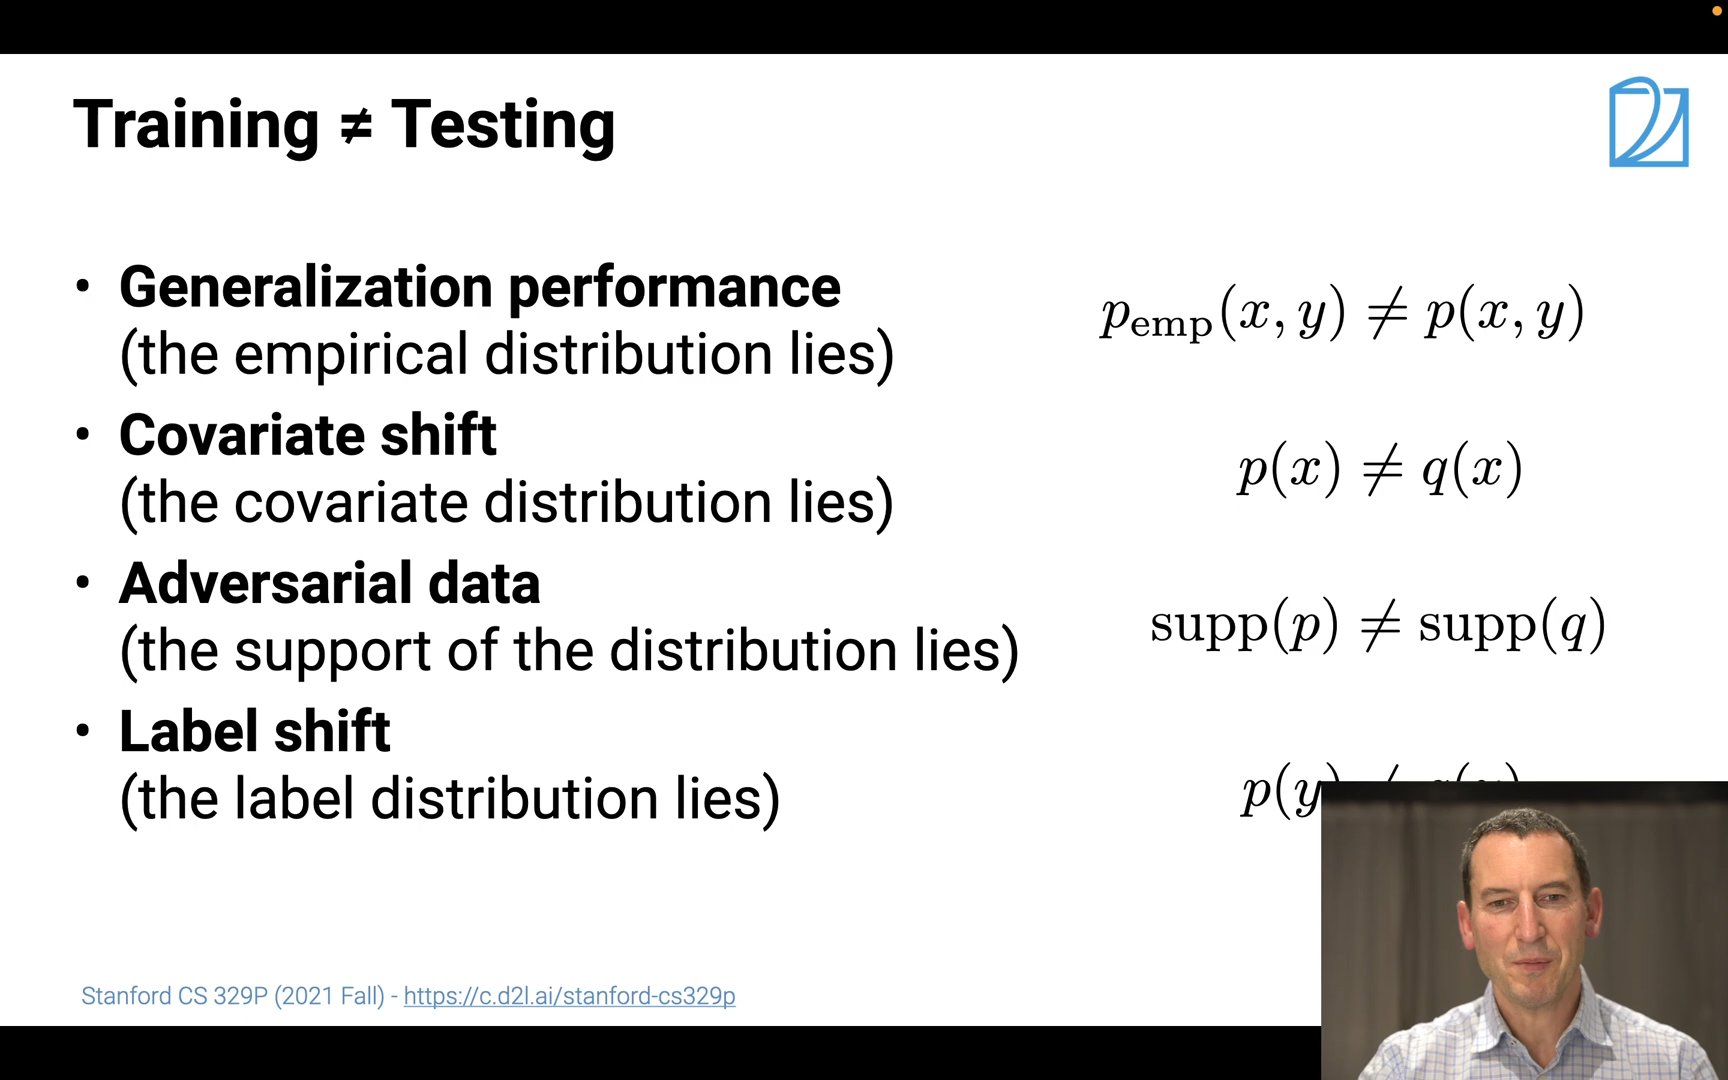 Training ≠ Testing
• Generalization performance
(the empirical distribution lies)
p_emp(x, y) ≠ p(x, y)
• Covariate shift
(the covariate distribution lies)
p(x) ≠ q(x)
• Adversarial data
(the support of the distribution lies)
supp(p) ≠ supp(q)
• Label shift
(the label distribution lies)
p(y)
Stanford CS 329P (2021 Fall) - https://c.d2l.ai/stanford-cs329p